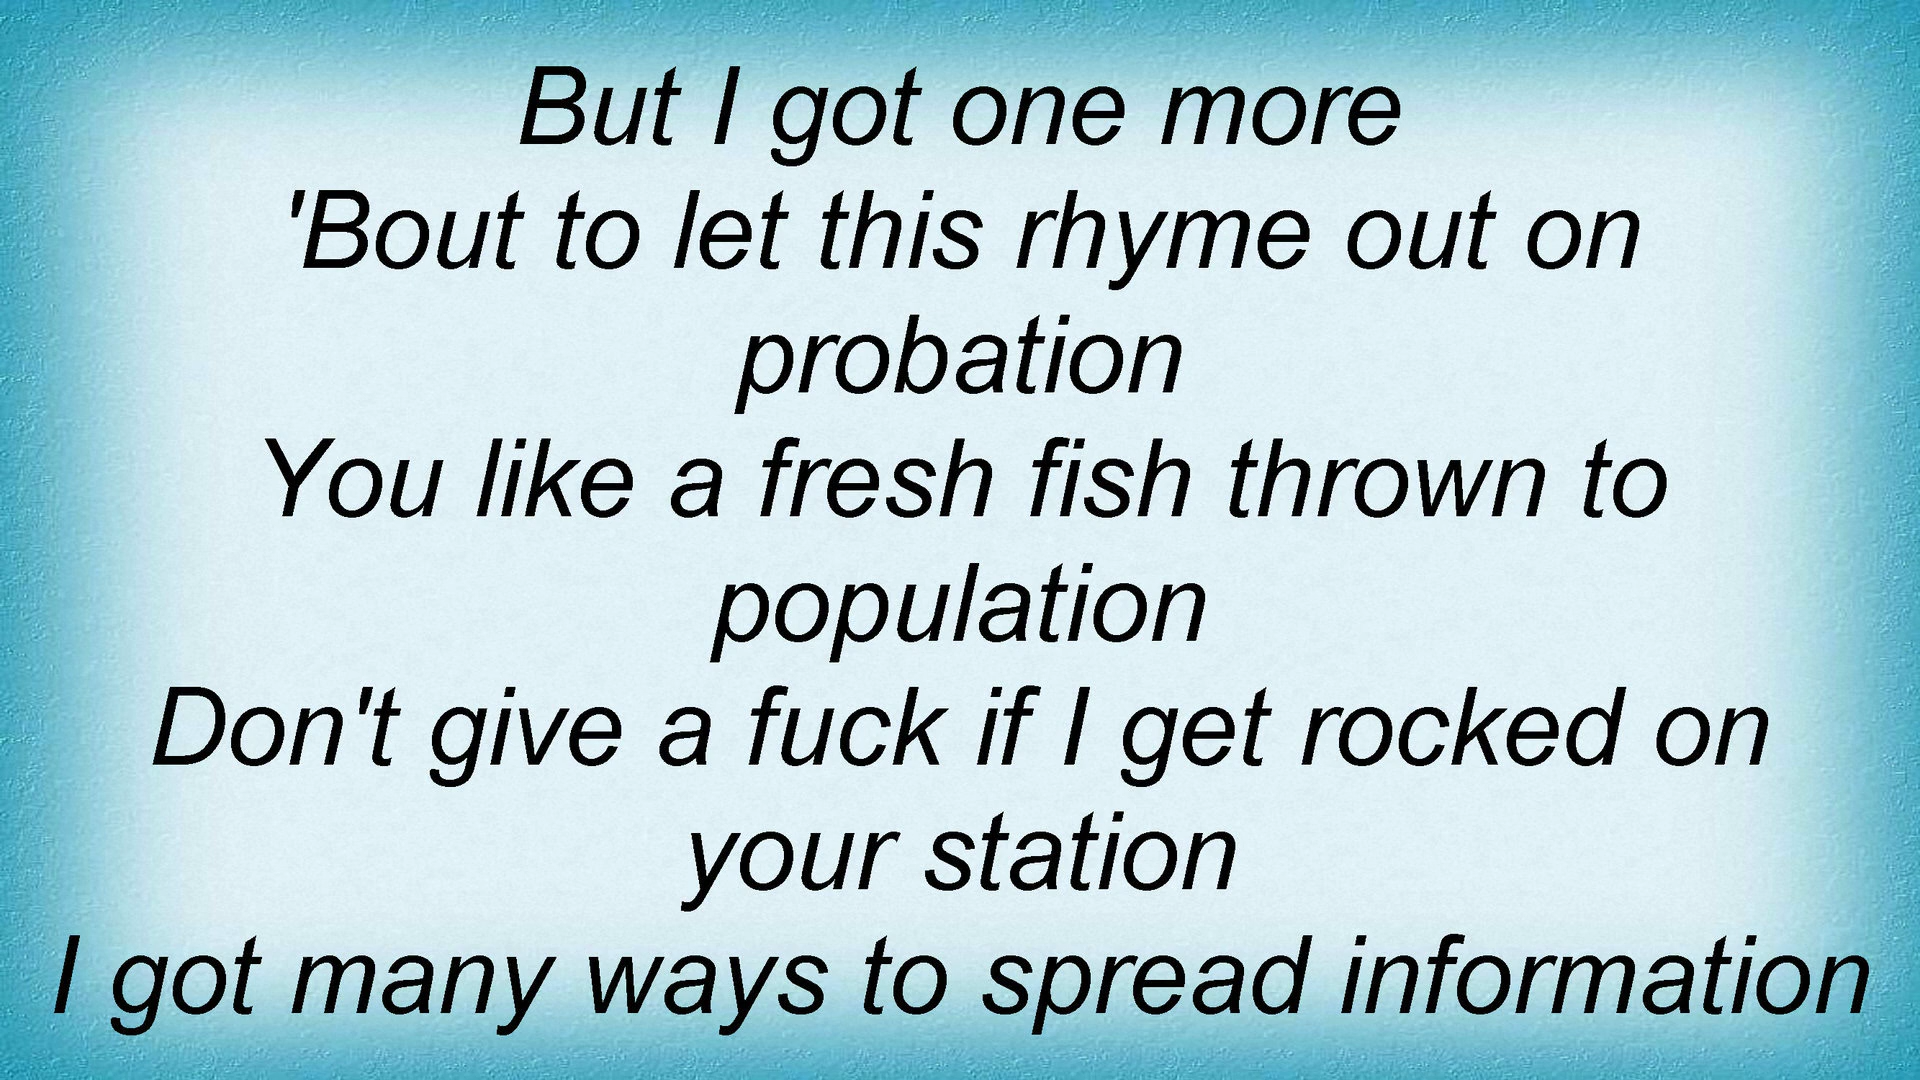 But I got one more
'Bout to let this rhyme out on
probation
You like a fresh fish thrown to
population
Don't give a fuck if I get rocked on
your station
I got many ways to spread information